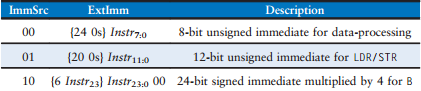 ImmSrc ExtImm Description
00 {24 0s} Instr7:0 8-bit unsigned immediate for data-processing
01 {20 0s} Instr11:0 12-bit unsigned immediate for LDR/STR
10 {6 Instr23} Instr23:0 00 24-bit signed immediate multiplied by 4 for B